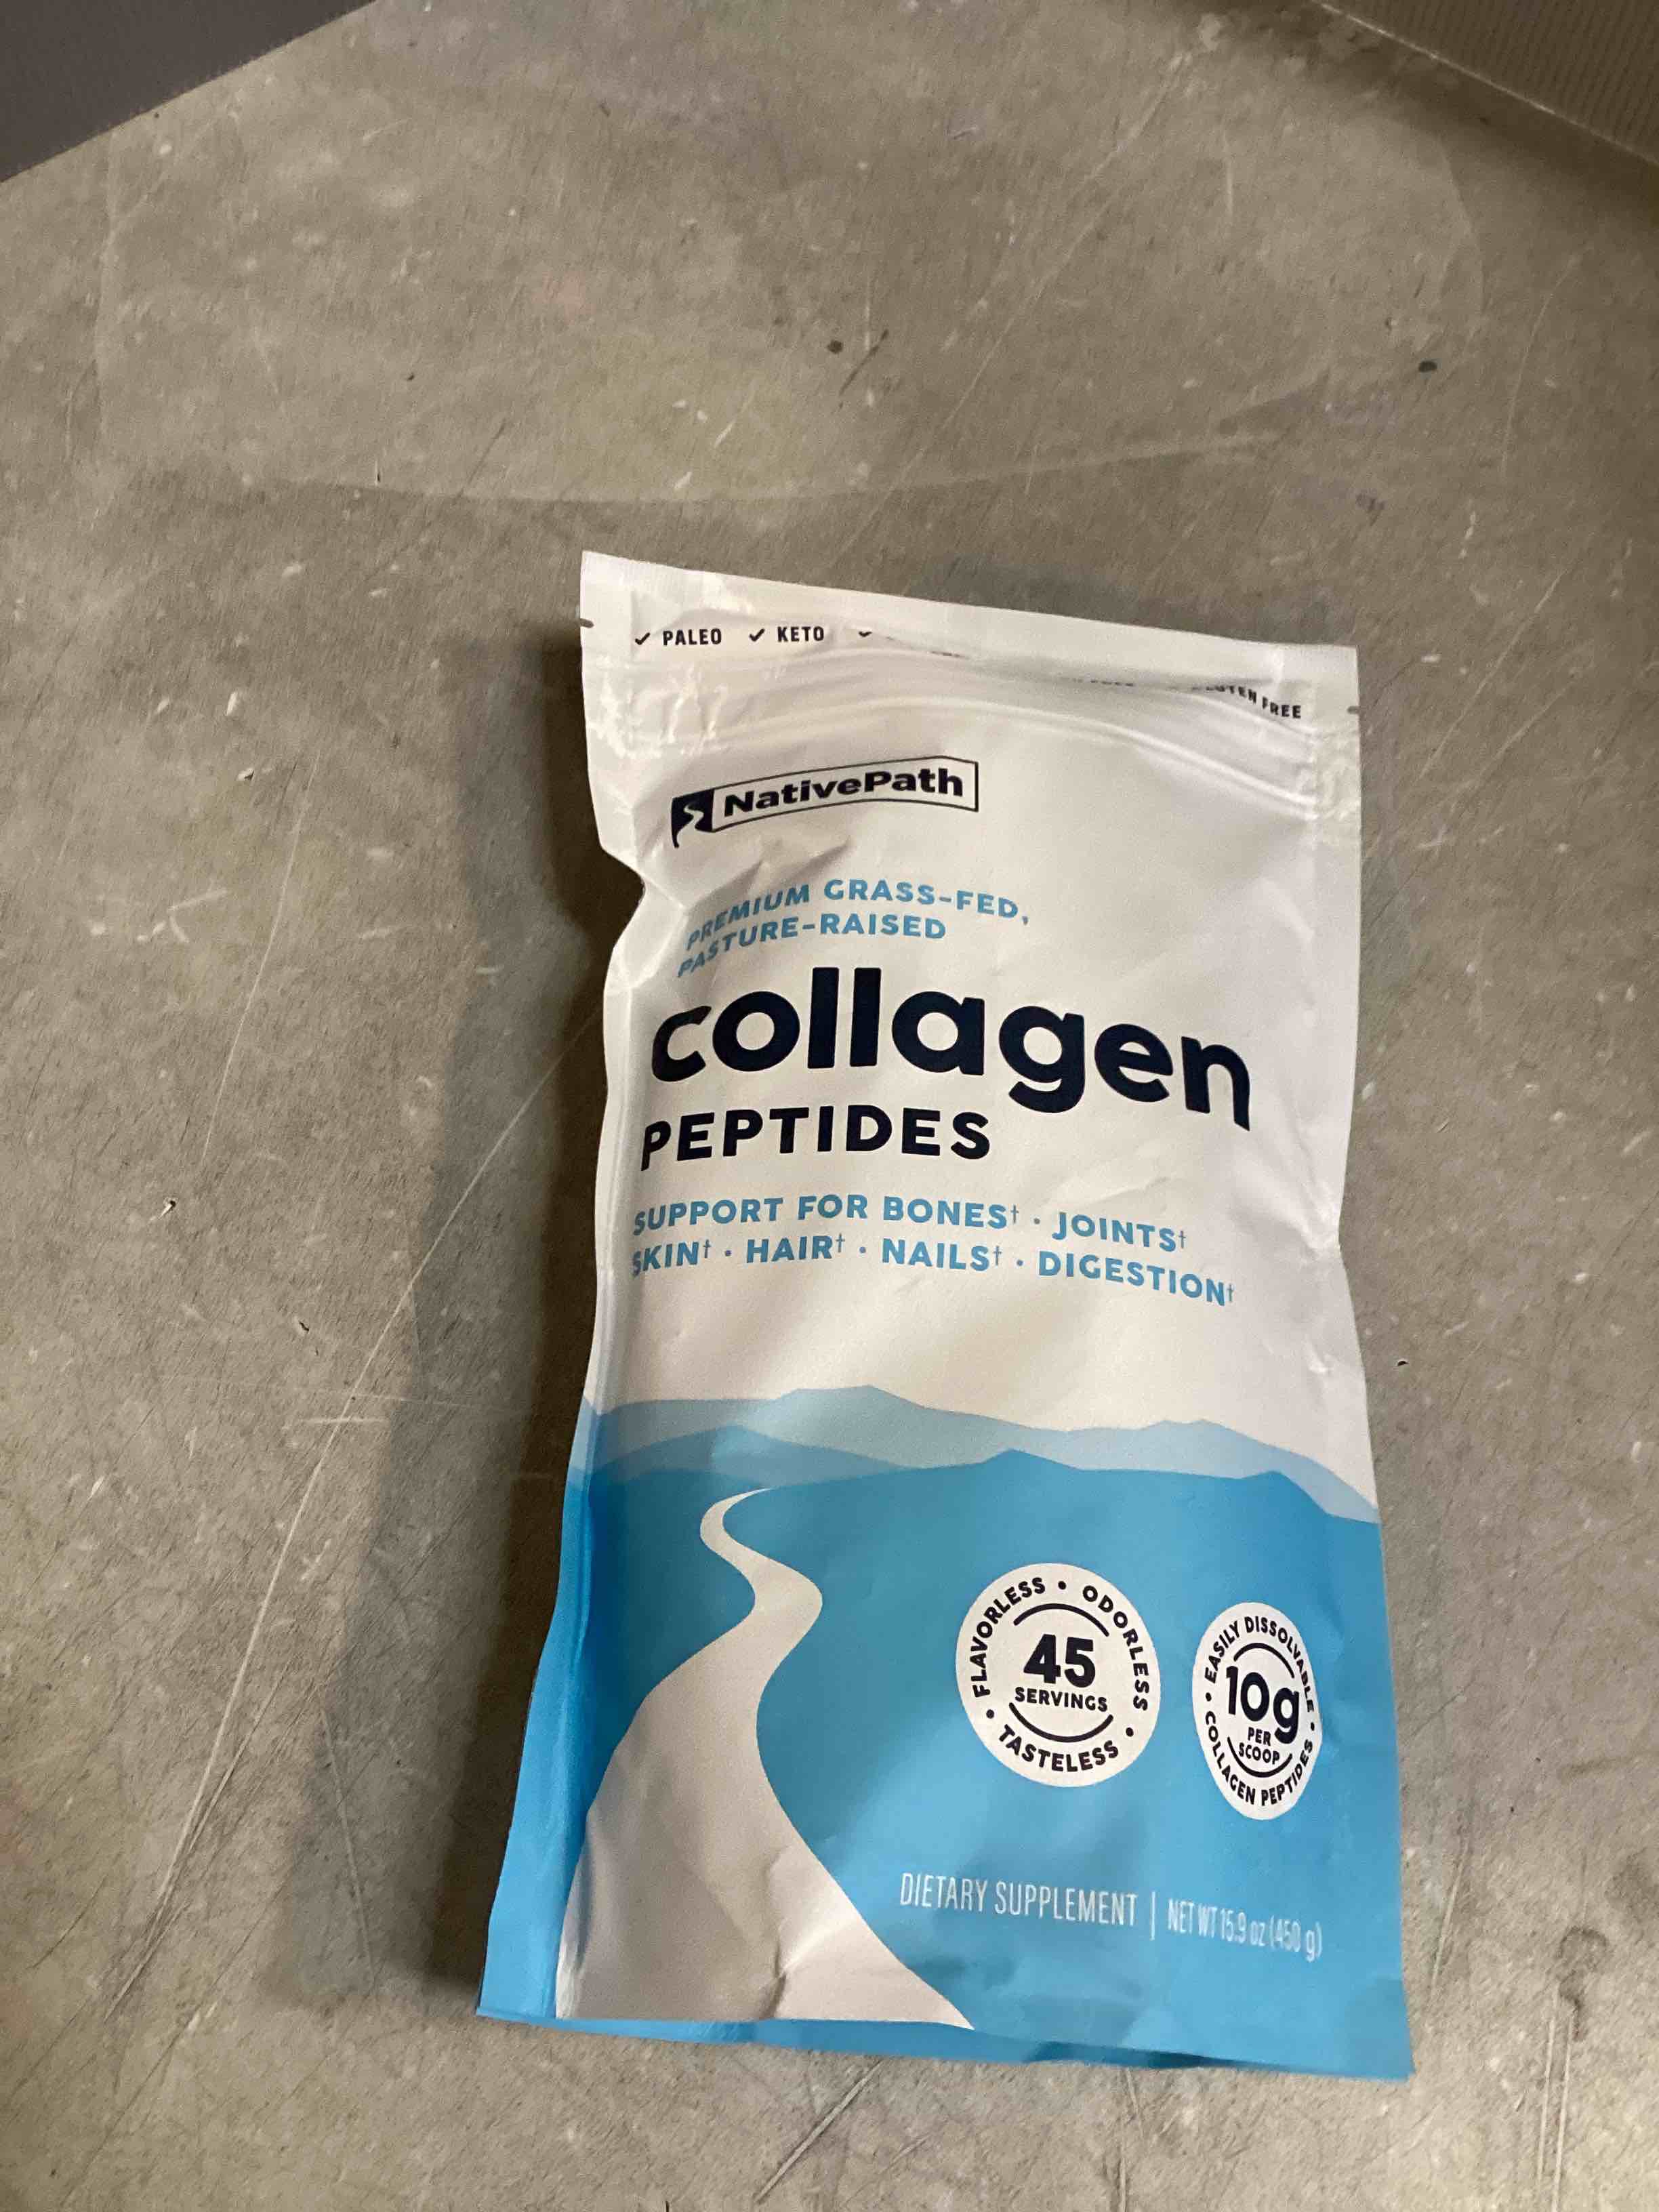 ✓ PALEO ✓ KETO ✓ GLUTEN FREE
NativePath
PREMIUM GRASS-FED,
PASTURE-RAISED
collagen
PEPTIDES
SUPPORT FOR BONES† · JOINTS†
SKIN† · HAIR† · NAILS† · DIGESTION†
FLAVORLESS • ODORLESS • TASTELESS •
45
SERVINGS
EASILY DISSOLVABLE • COLLAGEN PEPTIDES •
10g
PER
SCOOP
DIETARY SUPPLEMENT | NET WT 15.9 oz (450 g)